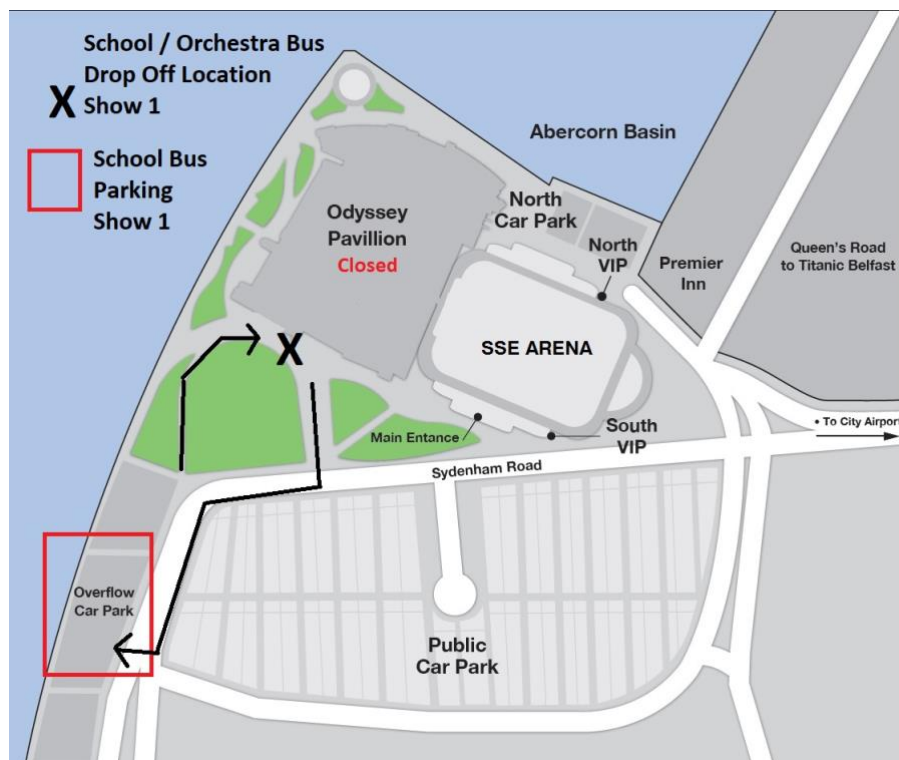 School / Orchestra Bus
Drop Off Location
X Show 1
School Bus
Parking
Show 1
Abercorn Basin
North
Car Park
Odyssey
Pavillion
Closed
North
VIP
Premier
Inn
Queen's Road
to Titanic Belfast
X
SSE ARENA
Main Entance
South
VIP
• To City Airport
Sydenham Road
Overflow
Car Park
Public
Car Park